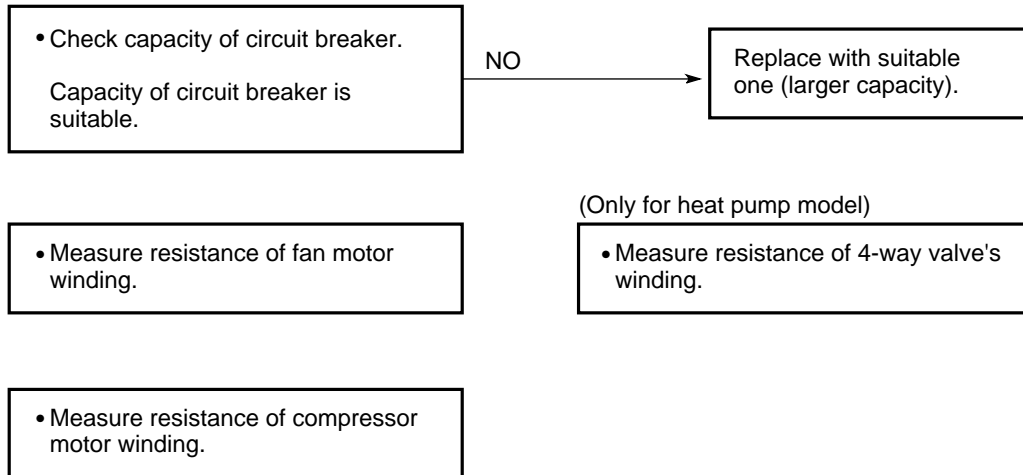 • Check capacity of circuit breaker.
Capacity of circuit breaker is
suitable.
NO
Replace with suitable
one (larger capacity).
(Only for heat pump model)
• Measure resistance of fan motor
winding.
• Measure resistance of 4-way valve's
winding.
• Measure resistance of compressor
motor winding.